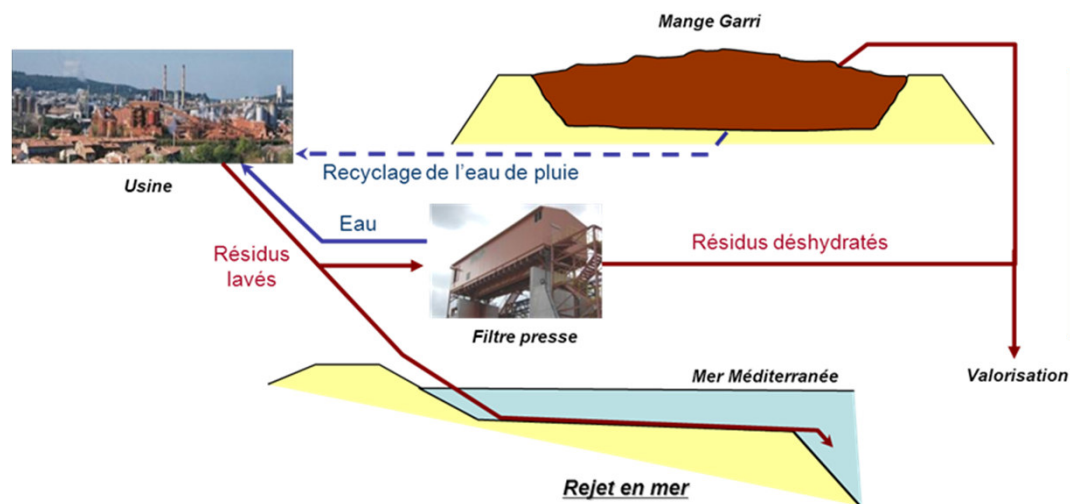 Mange Garri
Recyclage de l'eau de pluie
Usine
Eau
Résidus
lavés
Résidus déshydratés
Filtre presse
Mer Méditerranée
Valorisation
Rejet en mer